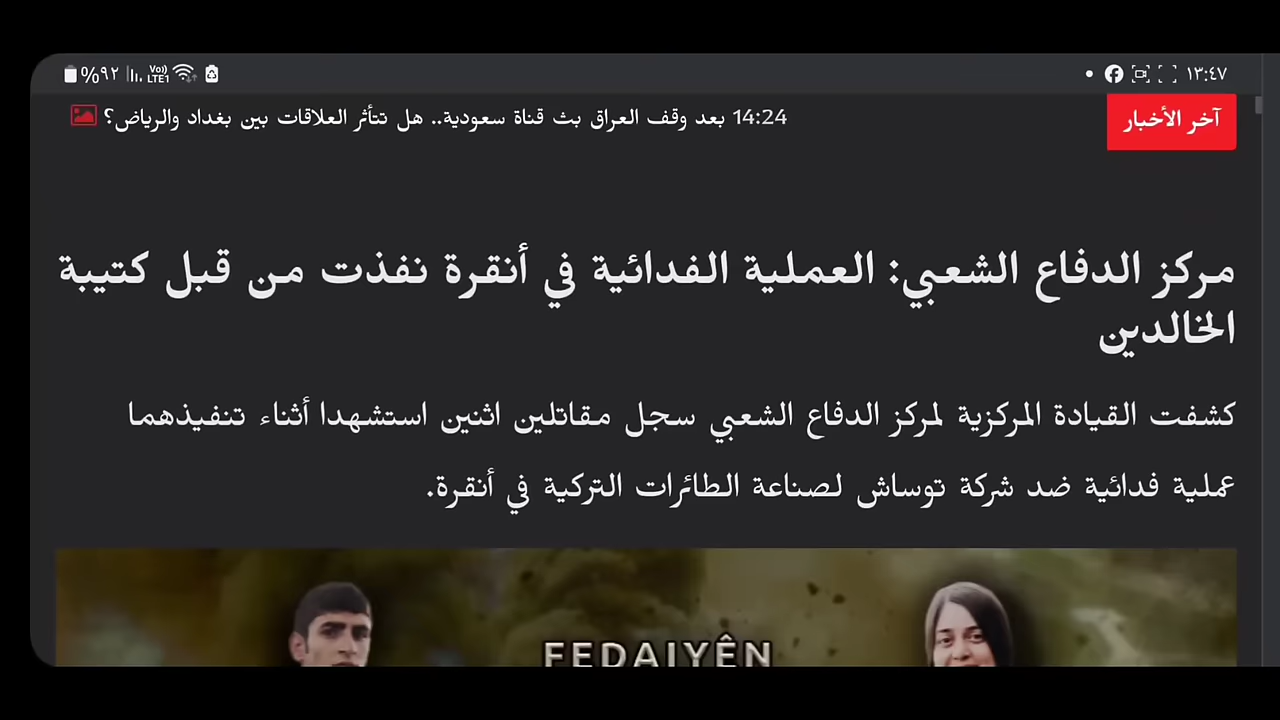 ١٣:٤٧
%٩٢
Vo))
LTE1
آخر الأخبار
14:24 بعد وقف العراق بث قناة سعودية.. هل تتأثر العلاقات بين بغداد والرياض؟
مركز الدفاع الشعبي: العملية الفدائية في أنقرة نفذت من قبل كتيبة
الخالدين
كشفت القيادة المركزية لمركز الدفاع الشعبي سجل مقاتلين اثنين استشهدا أثناء تنفيذهما
عملية فدائية ضد شركة توساش لصناعة الطائرات التركية في أنقرة.
FEDAIYÊN